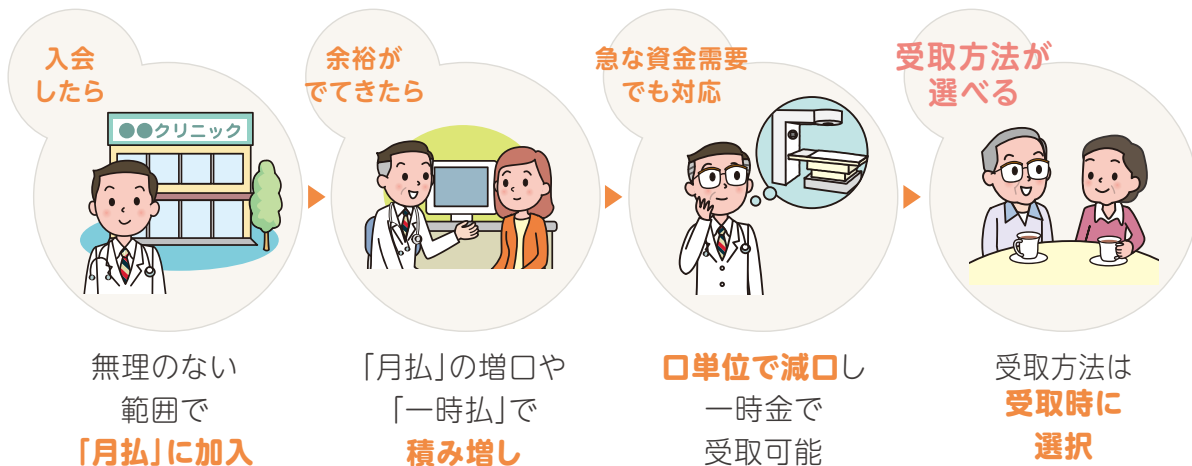 入会
したら
●●クリニック
無理のない
範囲で
「月払」に加入
余裕が
でてきたら
「月払」の増口や
「一時払」で
積み増し
急な資金需要
でも対応
口単位で減口し
一時金で
受取可能
受取方法が
選べる
受取方法は
受取時に
選択